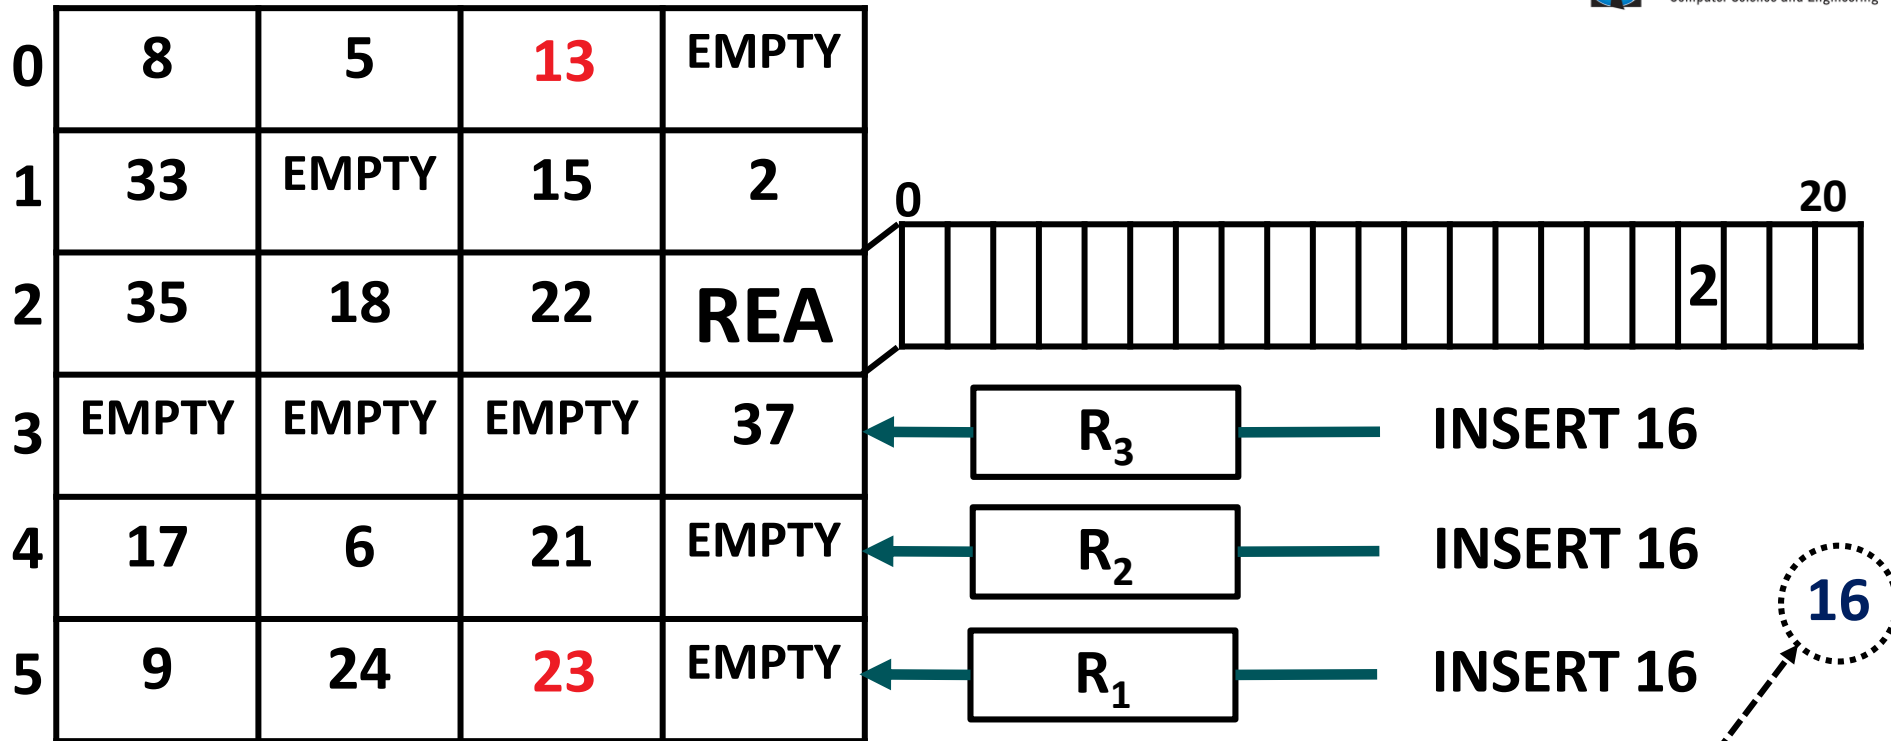 0 8 5 13 EMPTY
1 33 EMPTY 15 2
0 20
2 35 18 22 REA 2
3 EMPTY EMPTY EMPTY 37 R3 INSERT 16
4 17 6 21 EMPTY R2 INSERT 16
16
5 9 24 23 EMPTY R1 INSERT 16